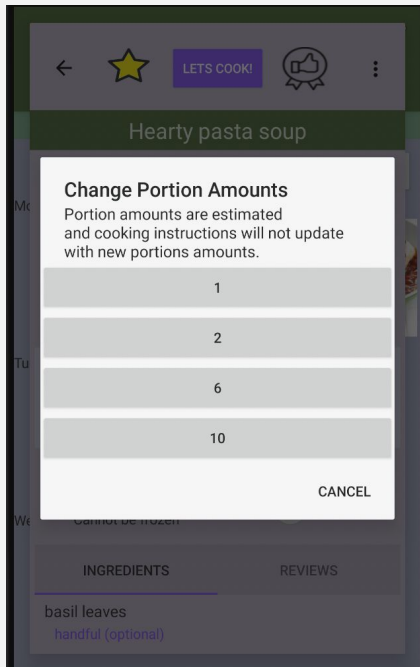 LETS COOK!
Hearty pasta soup
Mo
Change Portion Amounts
Portion amounts are estimated
and cooking instructions will not update
with new portions amounts.
1
2
6
10
CANCEL
Tu
We
Cannot be frozen
INGREDIENTS
REVIEWS
basil leaves
handful (optional)